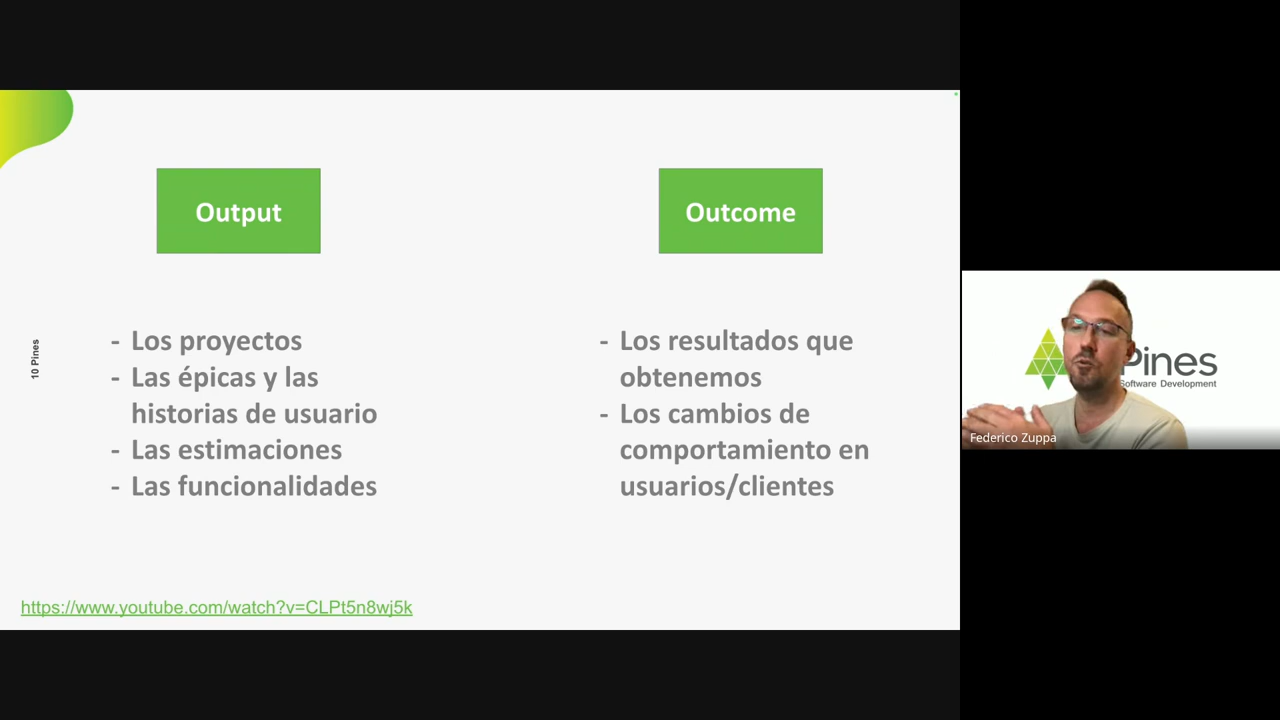 Output
Outcome
- Los proyectos
- Las épicas y las
historias de usuario
- Las estimaciones
- Las funcionalidades
- Los resultados que
obtenemos
- Los cambios de
comportamiento en
usuarios/clientes
10 Pines
https://www.youtube.com/watch?v=CLPt5n8wj5k
Pines
Software Development
Federico Zuppa